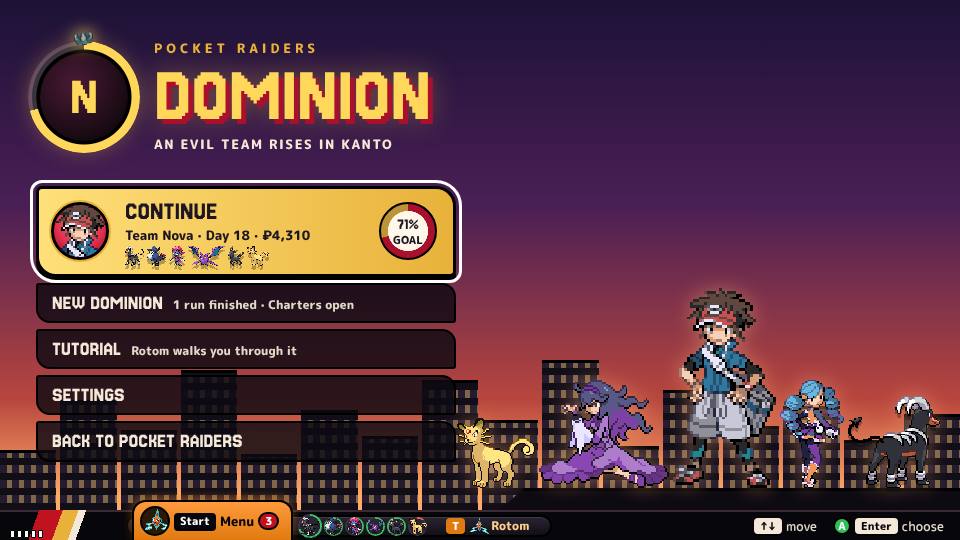 POCKET RAIDERS
N
DOMINION
AN EVIL TEAM RISES IN KANTO
CONTINUE
Team Nova · Day 18 · ₽4,310
71%
GOAL
NEW DOMINION 1 run finished · Charters open
TUTORIAL Rotom walks you through it
SETTINGS
BACK TO POCKET RAIDERS
Start Menu 3
T Rotom
↑↓ move
A Enter choose